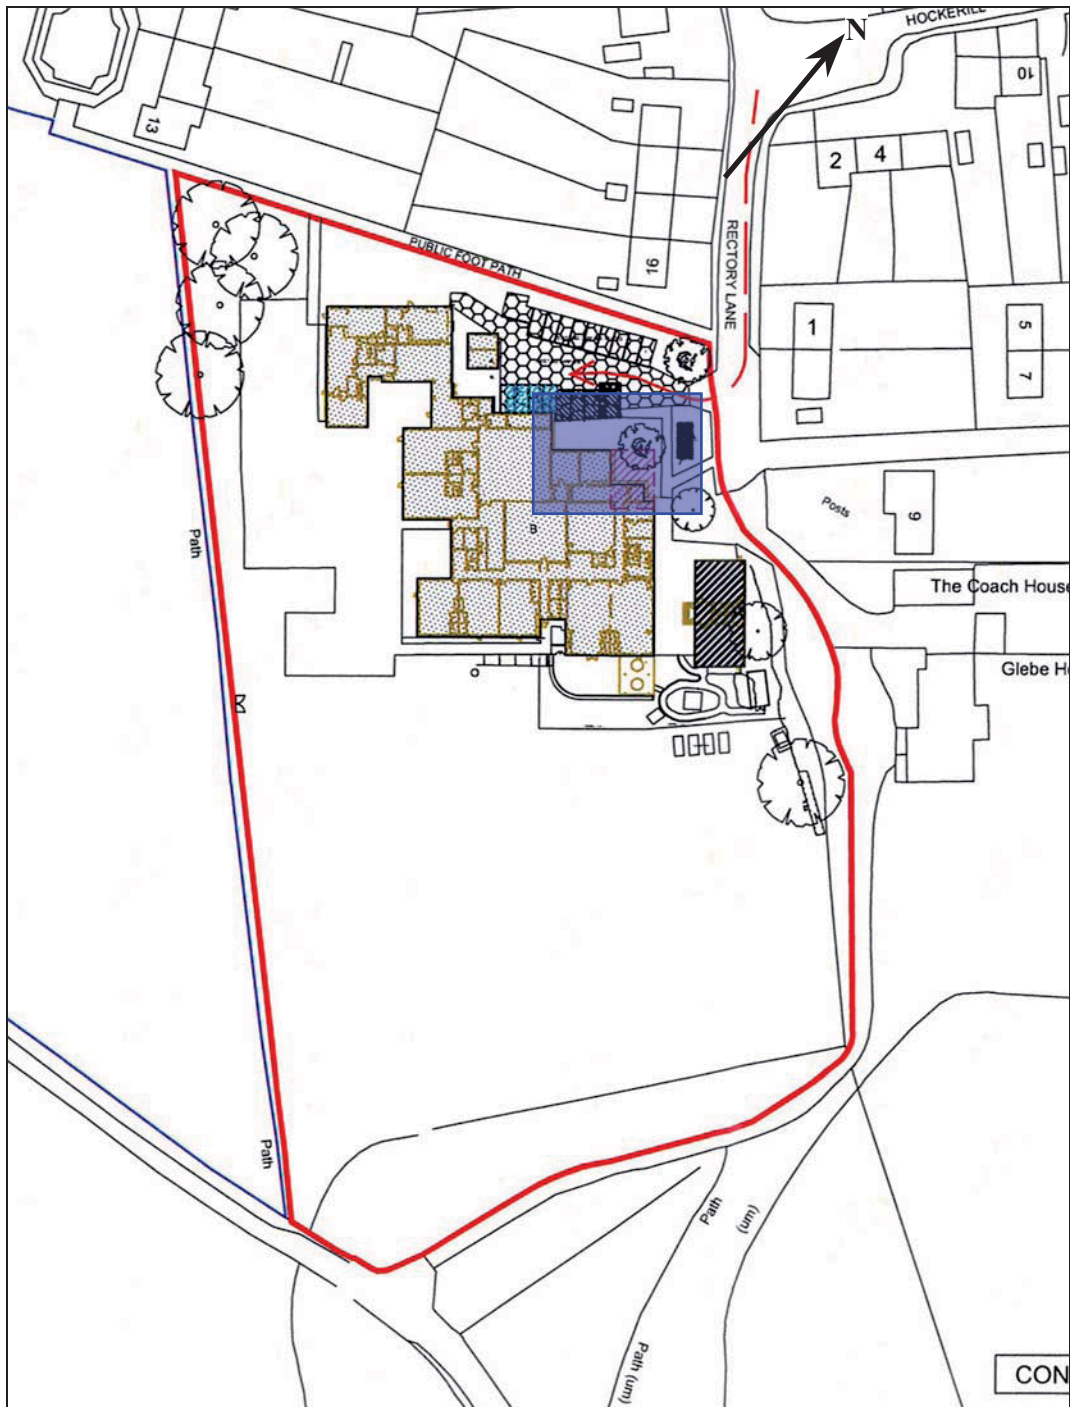 N
HOCKERILL
10
13
2
4
RECTORY LANE
PUBLIC FOOT PATH
16
1
5
7
Posts
9
B
Path
The Coach House
Glebe H
Path
Path
(um)
Path (um)
CON